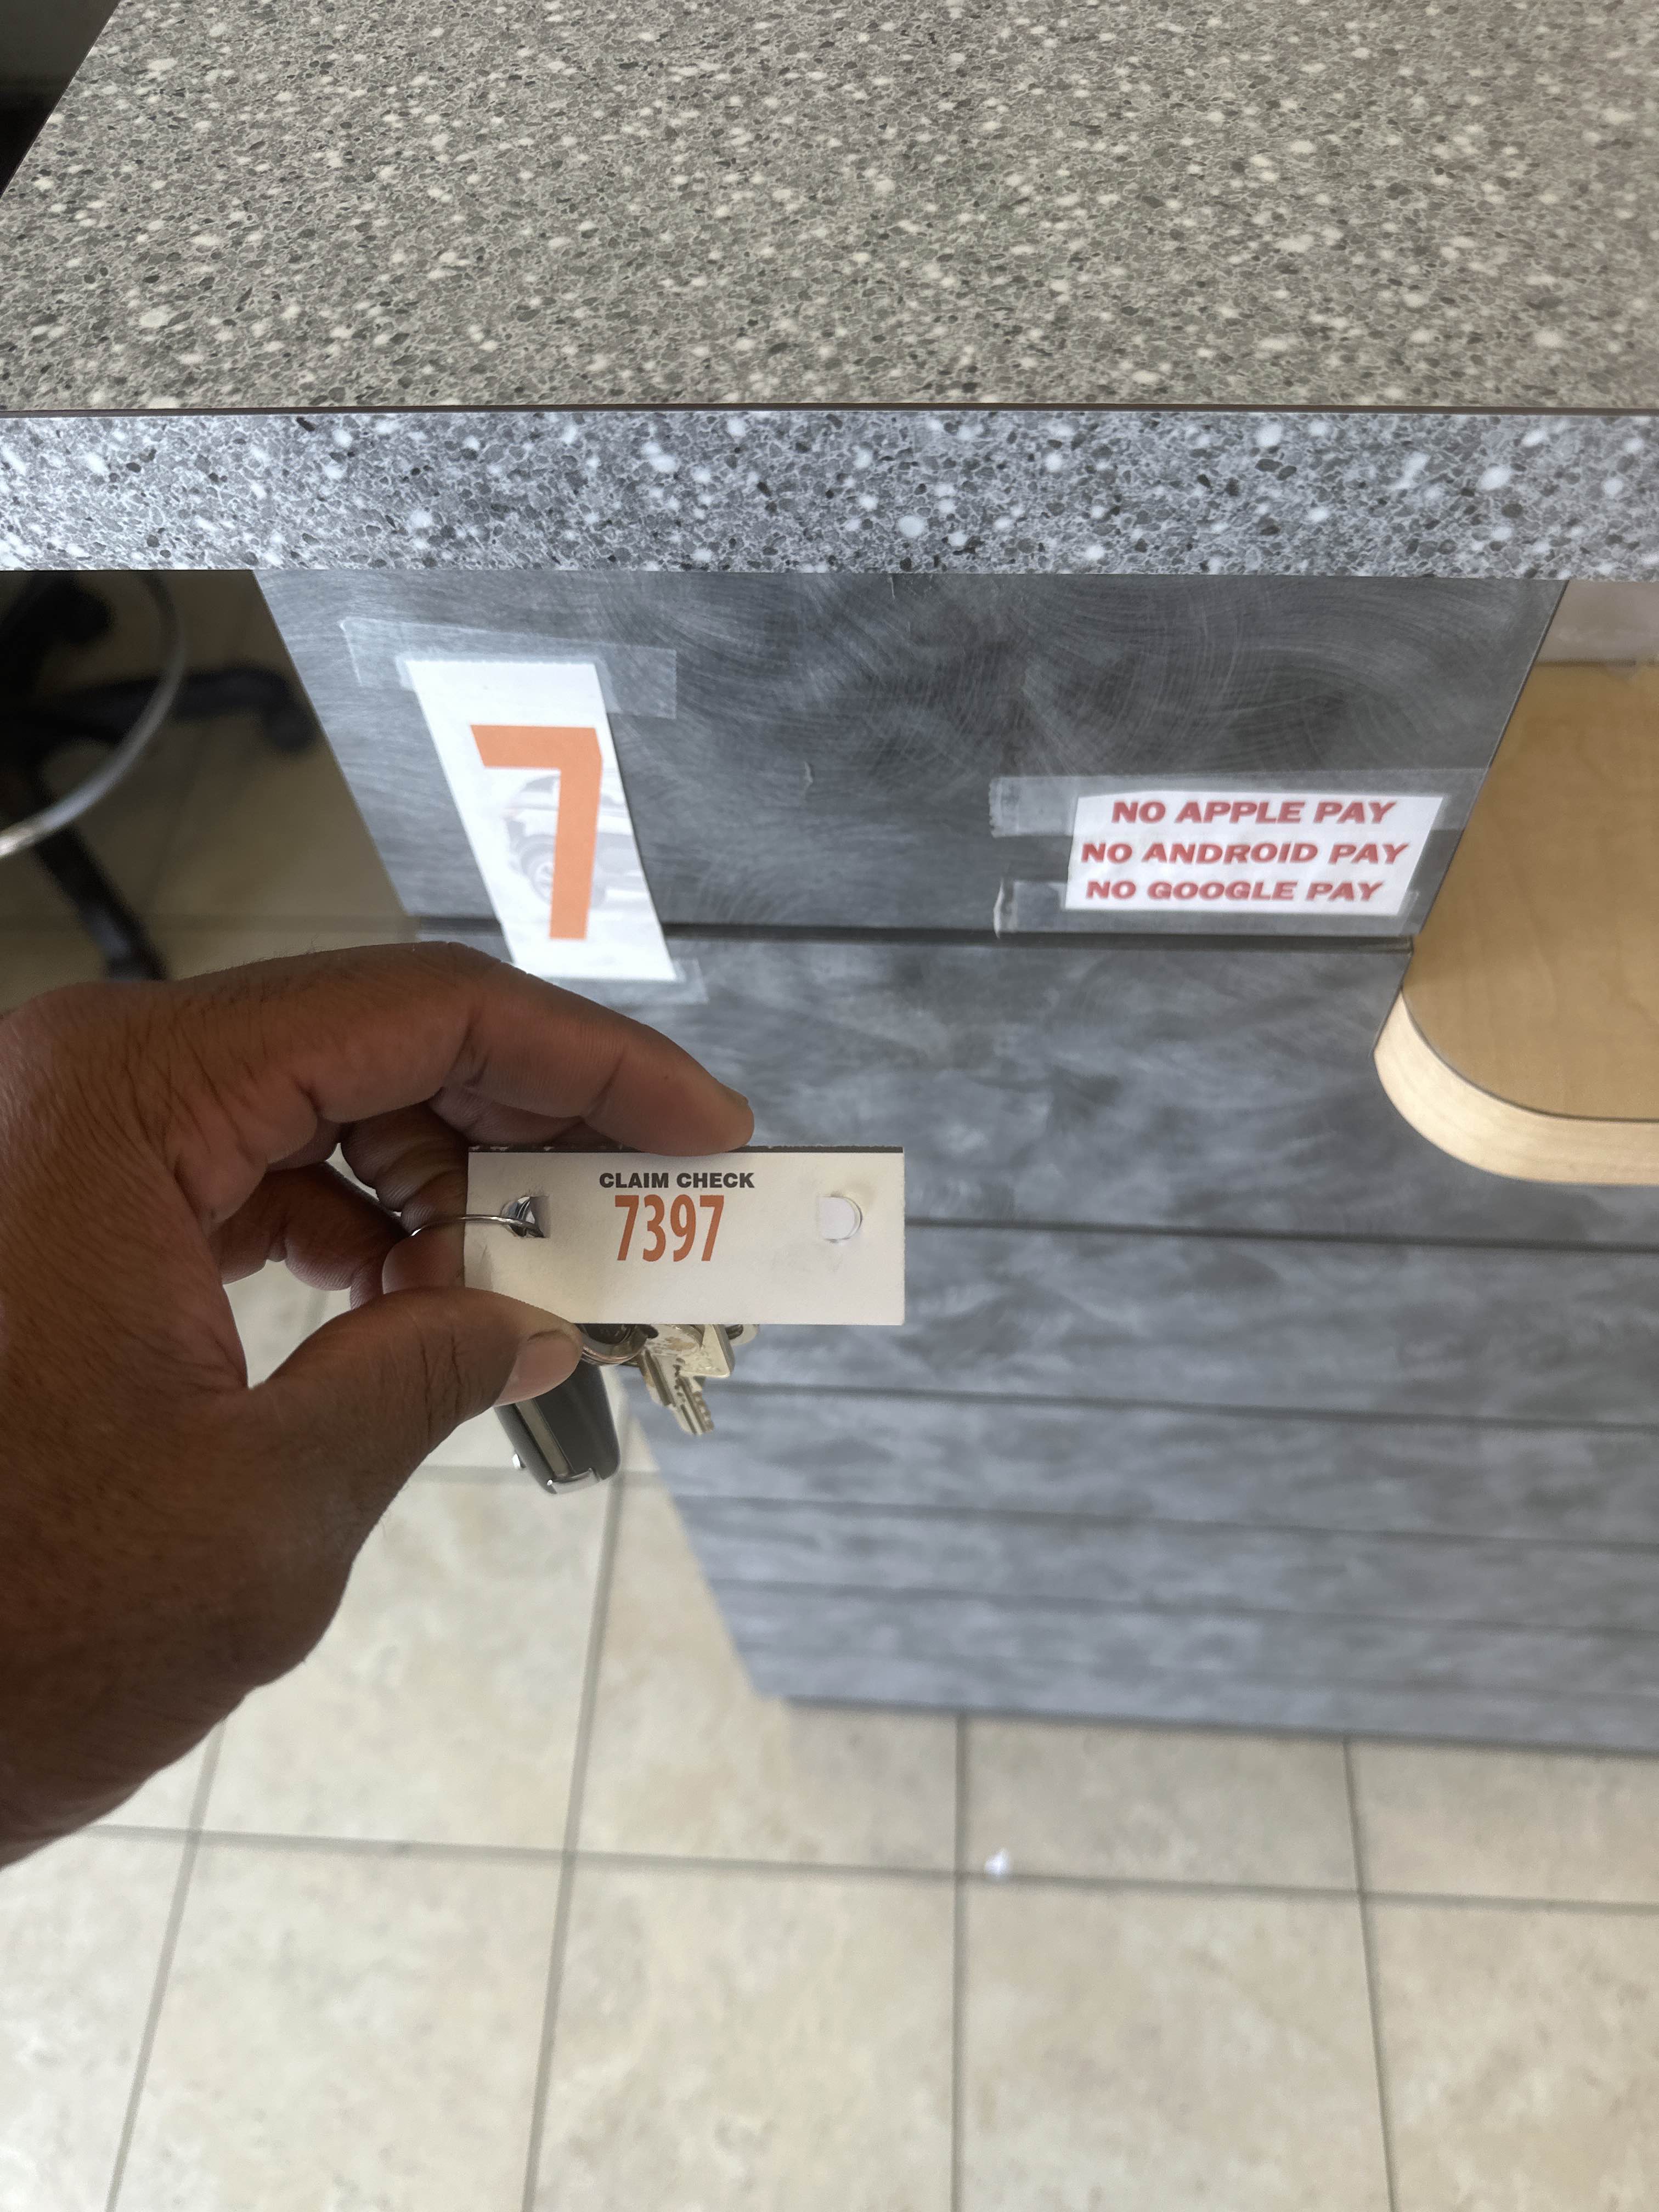 7
NO APPLE PAY
NO ANDROID PAY
NO GOOGLE PAY
CLAIM CHECK
7397